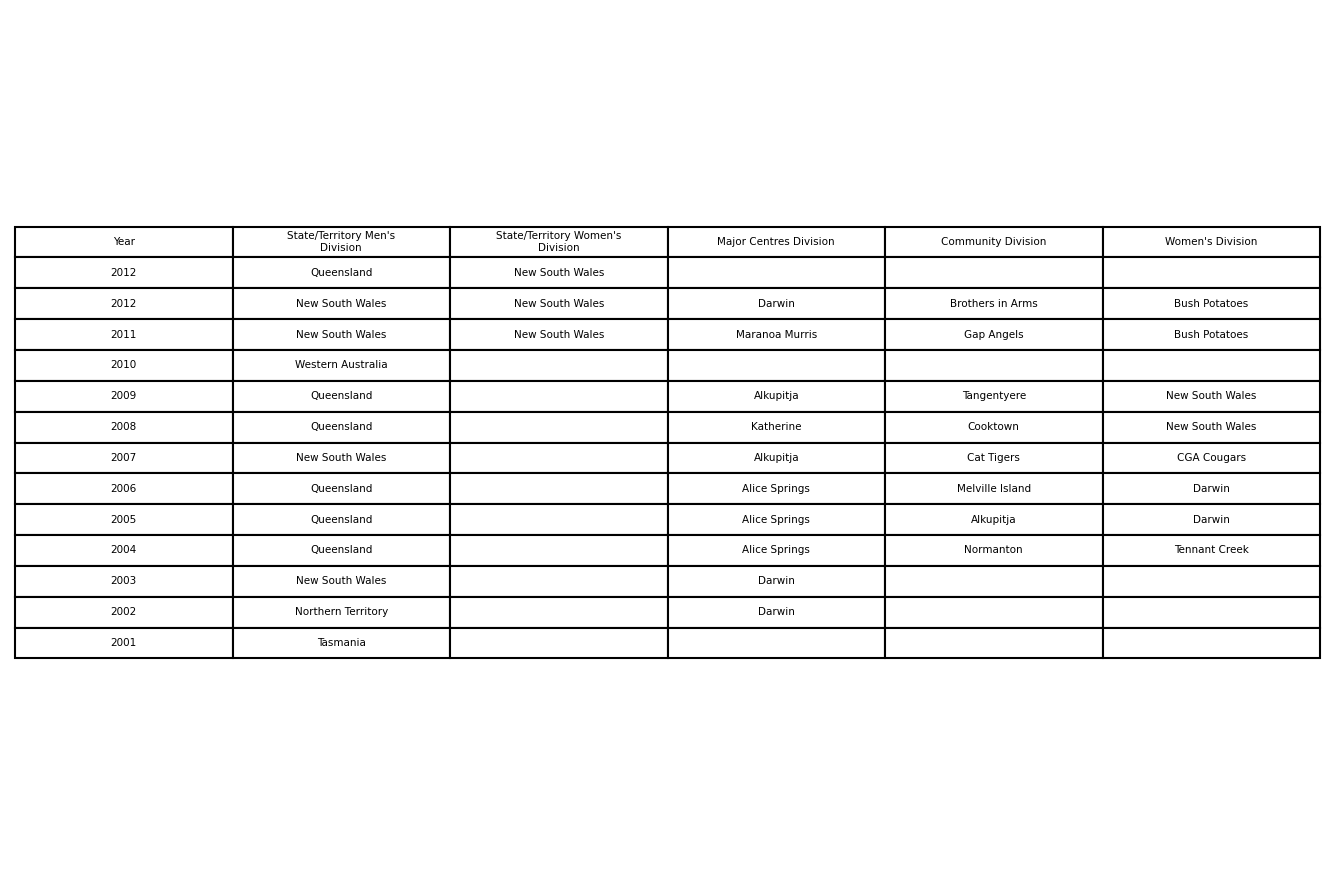 Year State/Territory Men's Division State/Territory Women's Division Major Centres Division Community Division Women's Division
2012 Queensland New South Wales
2012 New South Wales New South Wales Darwin Brothers in Arms Bush Potatoes
2011 New South Wales New South Wales Maranoa Murris Gap Angels Bush Potatoes
2010 Western Australia
2009 Queensland Alkupitja Tangentyere New South Wales
2008 Queensland Katherine Cooktown New South Wales
2007 New South Wales Alkupitja Cat Tigers CGA Cougars
2006 Queensland Alice Springs Melville Island Darwin
2005 Queensland Alice Springs Alkupitja Darwin
2004 Queensland Alice Springs Normanton Tennant Creek
2003 New South Wales Darwin
2002 Northern Territory Darwin
2001 Tasmania